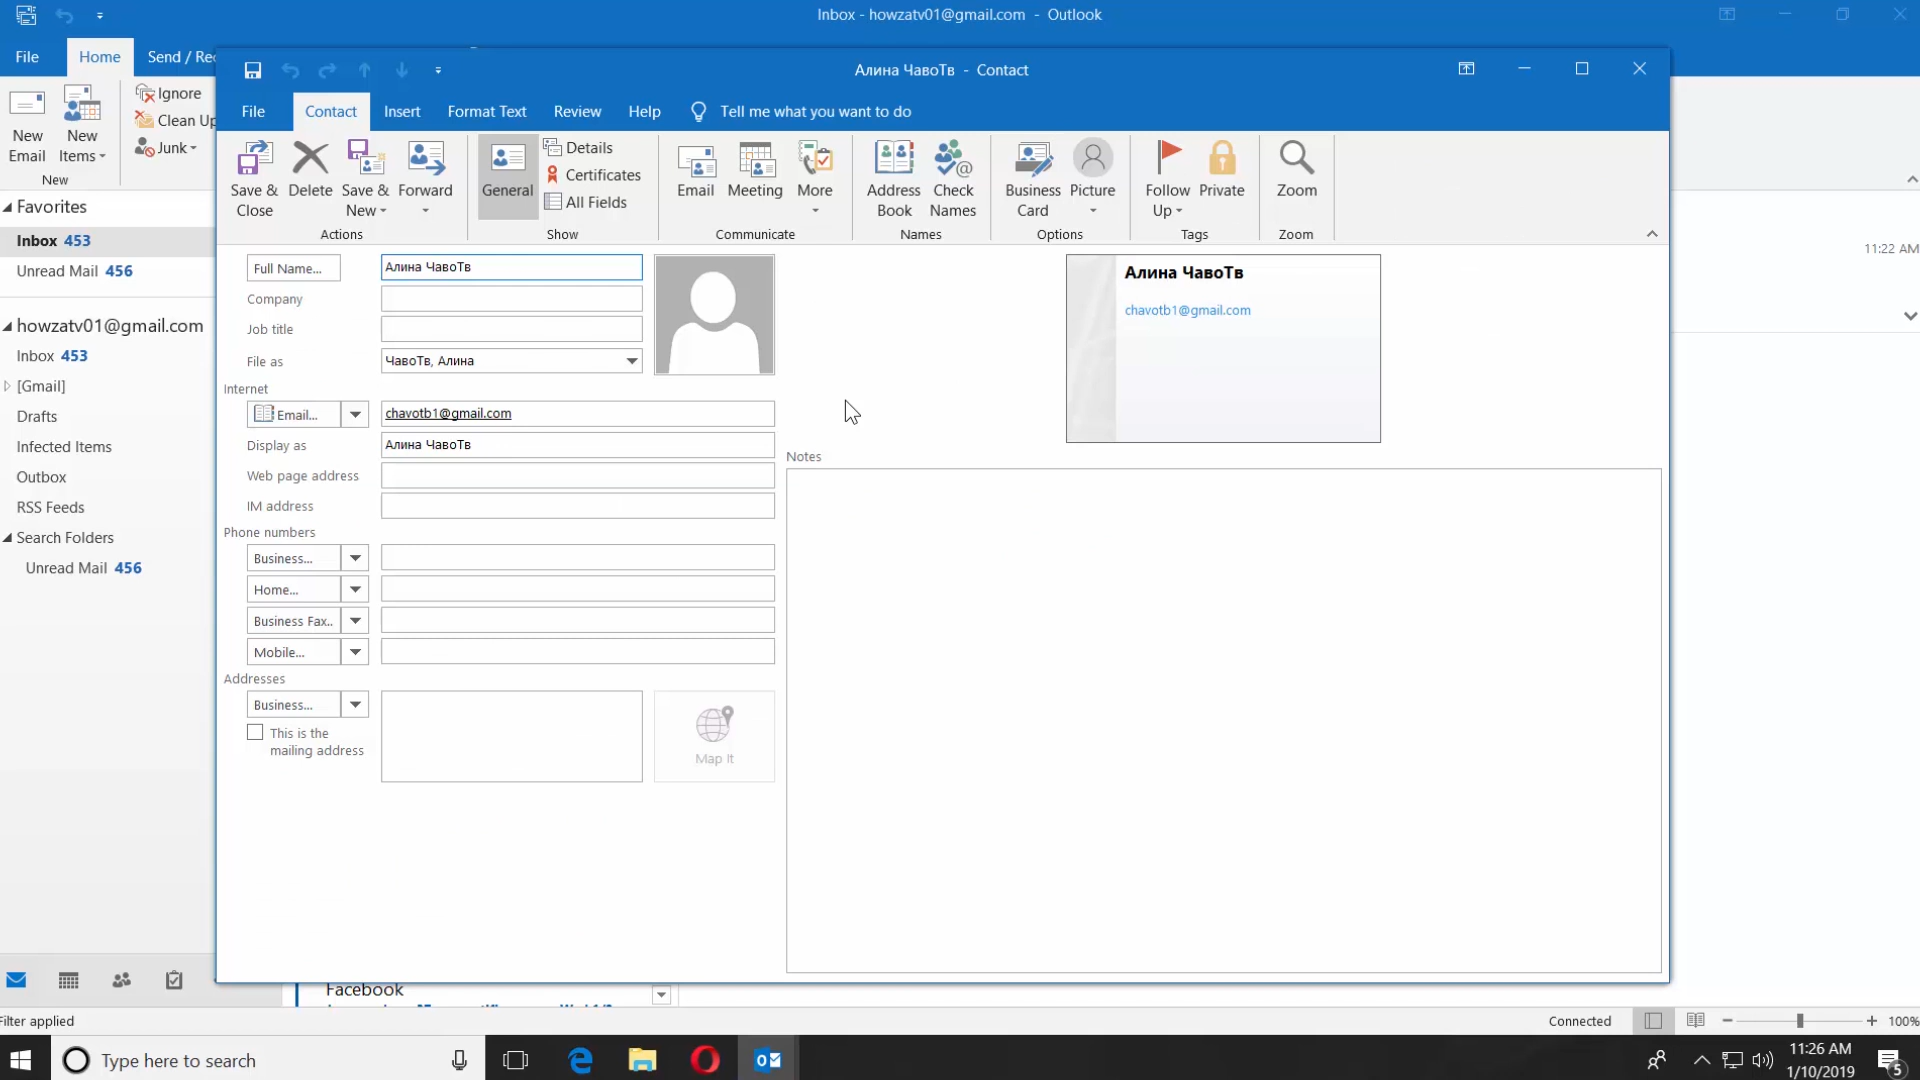 Inbox - howzatv01@gmail.com - Outlook
File
Home
Send / Rec
Алина ЧавоТв - Contact
File
Contact
Insert
Format Text
Review
Help
Tell me what you want to do
New Email
New Items
Ignore
Clean Up
Junk
New
Save & Close
Delete
Save & New
Forward
Actions
General
Details
Certificates
All Fields
Show
Email
Meeting
More
Communicate
Address Book
Check Names
Names
Business Card
Picture
Options
Follow Up
Private
Tags
Zoom
Zoom
Favorites
Inbox 453
Unread Mail 456
howzatv01@gmail.com
Inbox 453
[Gmail]
Drafts
Infected Items
Outbox
RSS Feeds
Search Folders
Unread Mail 456
11:22 AM
Full Name...
Алина ЧавоТв
Company
Job title
File as
ЧавоТв, Алина
Internet
Email...
chavotb1@gmail.com
Display as
Алина ЧавоТв
Web page address
IM address
Phone numbers
Business...
Home...
Business Fax..
Mobile...
Addresses
Business...
This is the
mailing address
Map It
Алина ЧавоТв
chavotb1@gmail.com
Notes
Facebook
Filter applied
Connected
100%
Type here to search
11:26 AM
1/10/2019
5